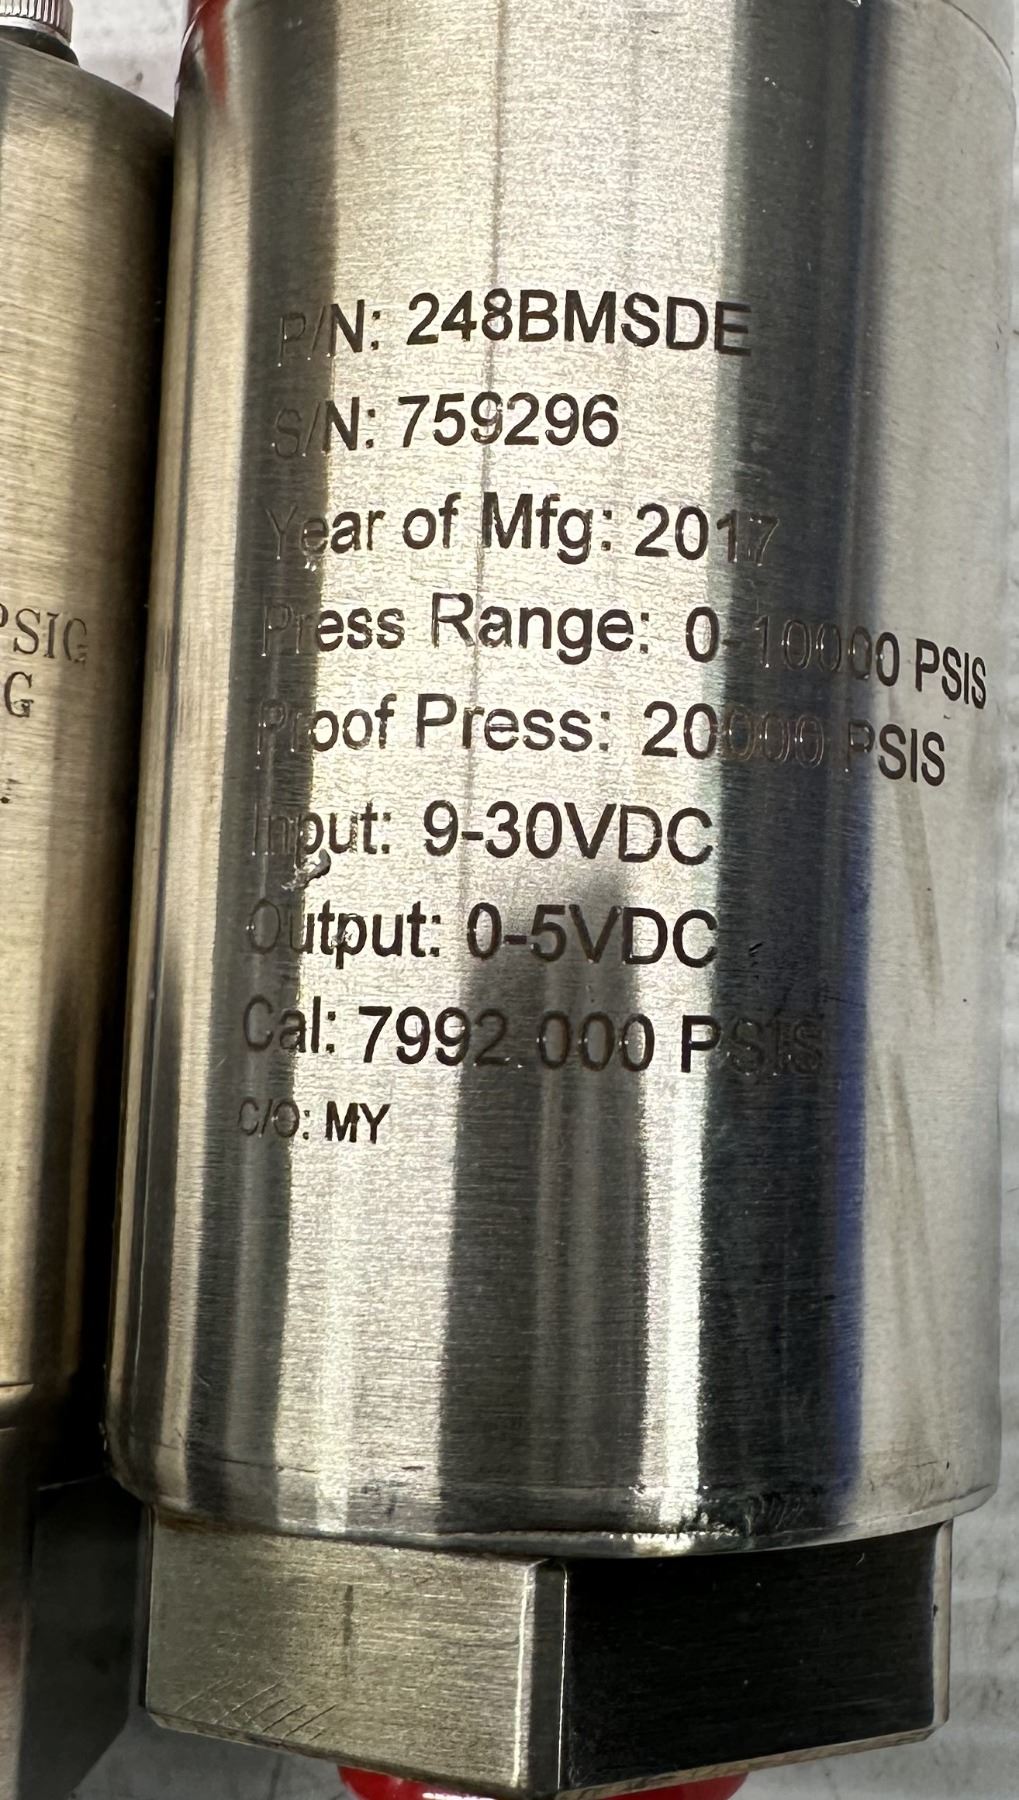 P/N: 248BMSDE
S/N: 759296
Year of Mfg: 2017
Press Range: 0-10000 PSIS
Proof Press: 20000 PSIS
Input: 9-30VDC
Output: 0-5VDC
Cal: 7992.000 PSIS
C/O: MY
PSIG
G